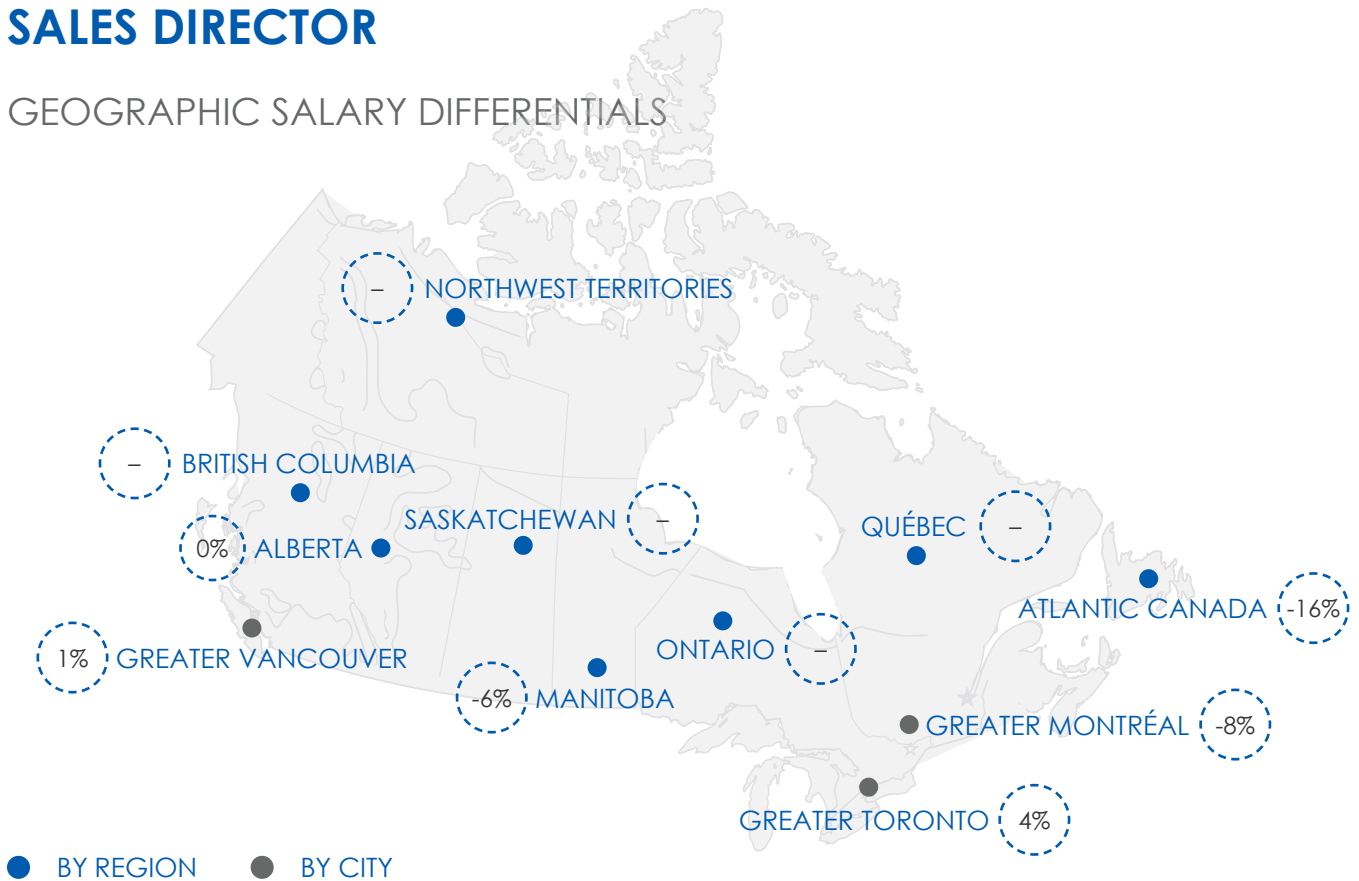 SALES DIRECTOR
GEOGRAPHIC SALARY DIFFERENTIALS
– NORTHWEST TERRITORIES
– BRITISH COLUMBIA
SASKATCHEWAN –
QUÉBEC –
0% ALBERTA
ATLANTIC CANADA -16%
ONTARIO –
1% GREATER VANCOUVER
-6% MANITOBA
GREATER MONTRÉAL -8%
GREATER TORONTO 4%
BY REGION
BY CITY